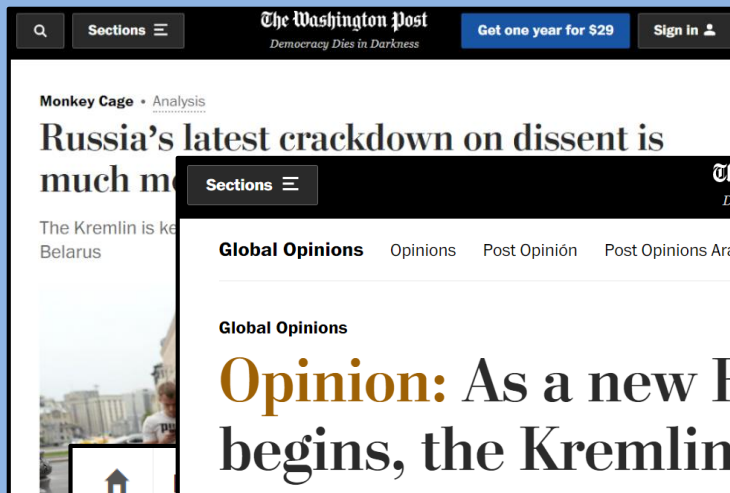 Sections
The Washington Post
Democracy Dies in Darkness
Get one year for $29
Sign in
Monkey Cage • Analysis
Russia's latest crackdown on dissent is
much
The Kremlin is
Belarus
Sections
Global Opinions Opinions Post Opinión Post Opinions
Global Opinions
Opinion: As a new
begins, the Kremlin